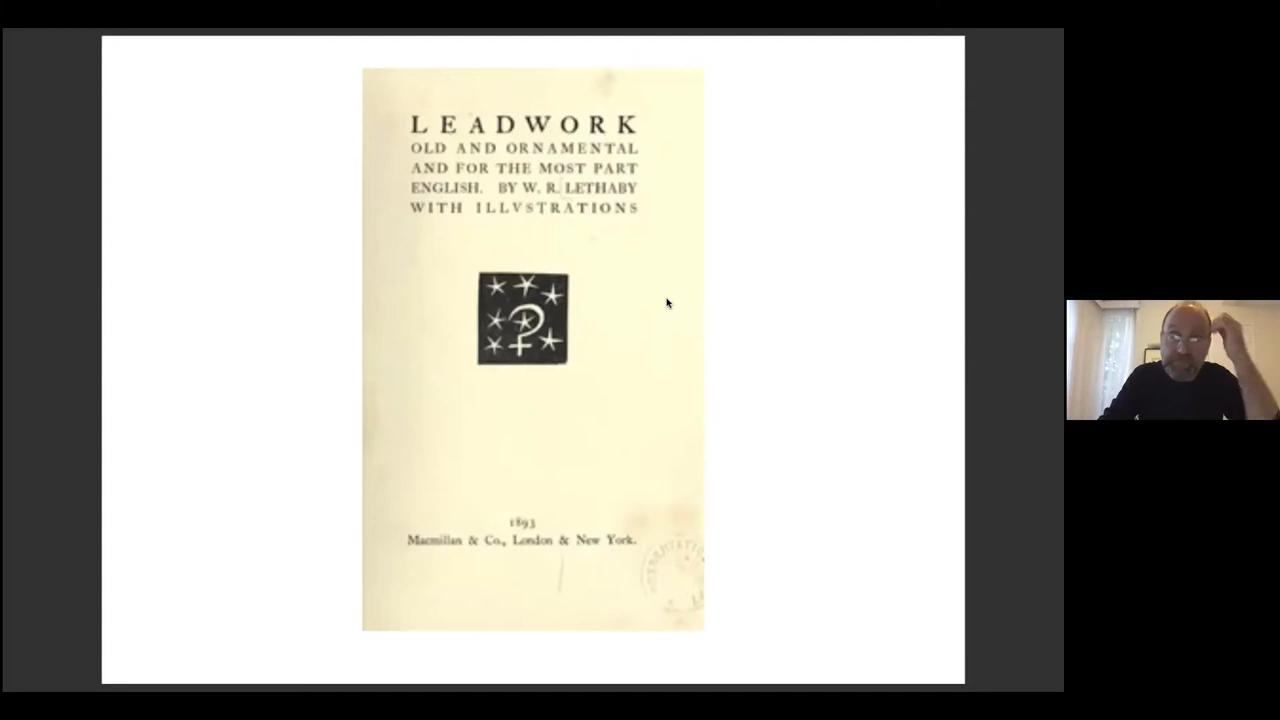 LEADWORK
OLD AND ORNAMENTAL
AND FOR THE MOST PART
ENGLISH. BY W. R. LETHABY
WITH ILLVSTRATIONS
1893
Macmillan & Co., London & New York.